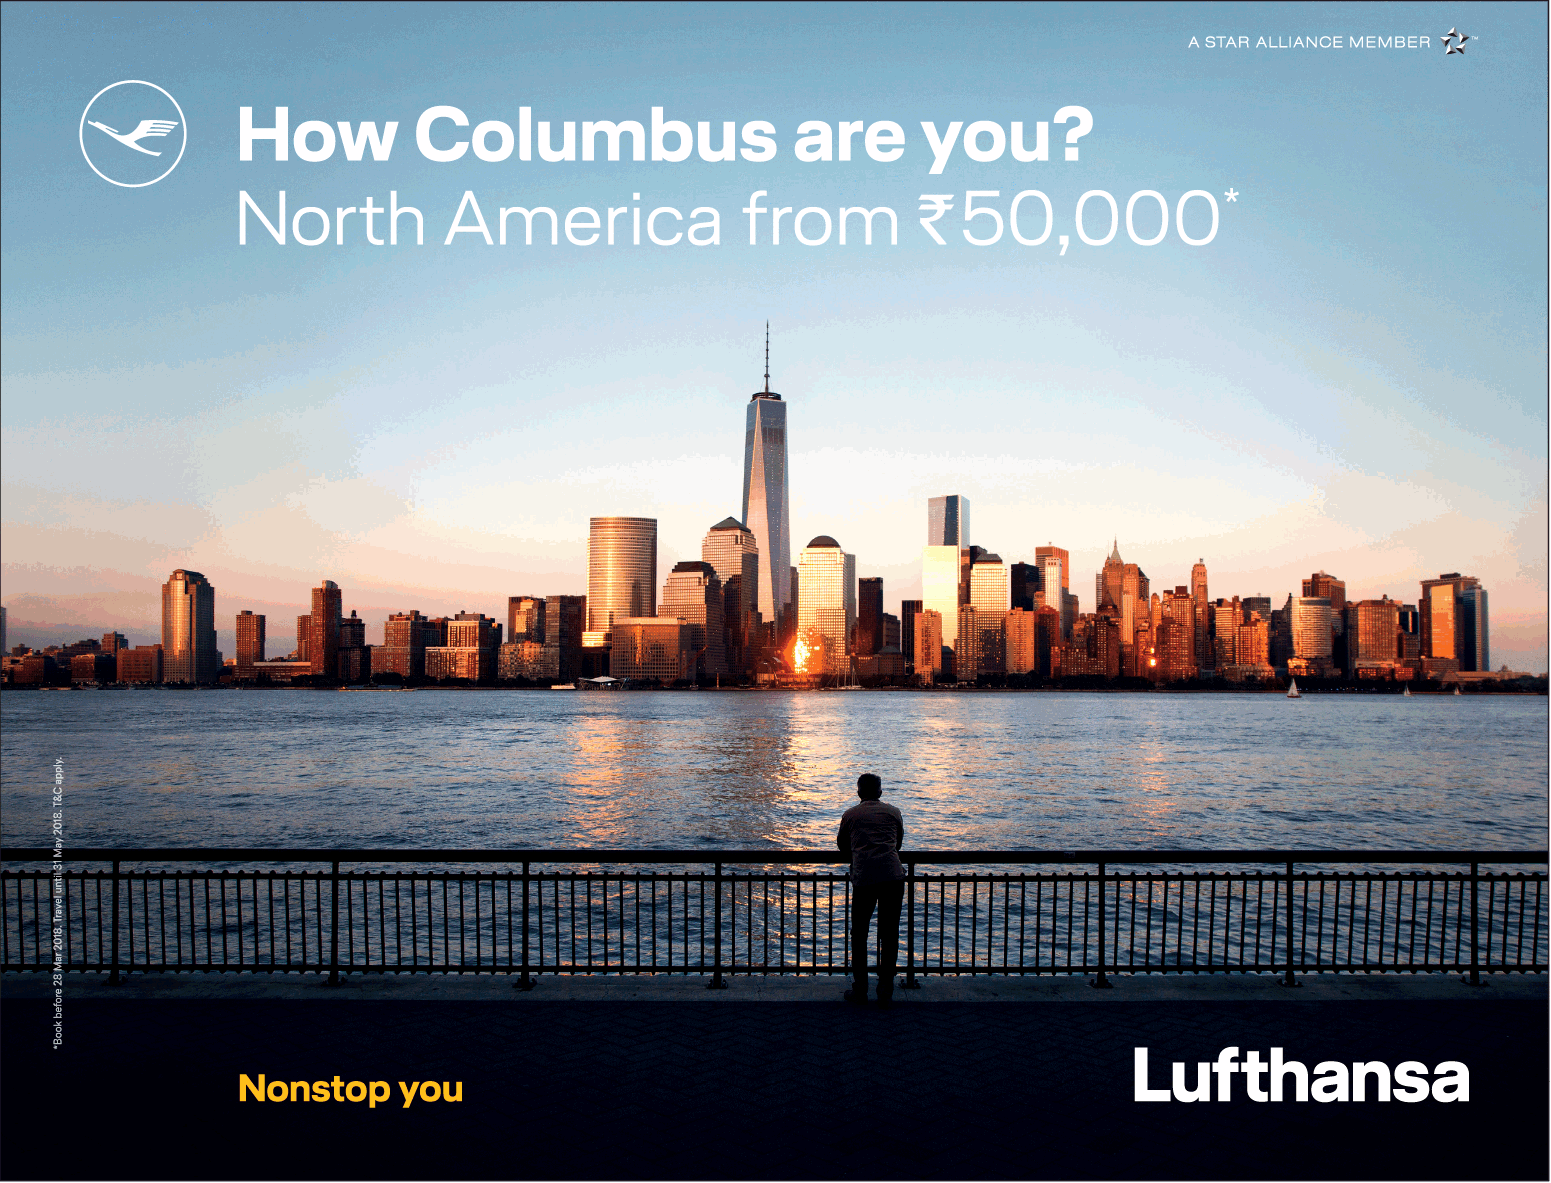 A STAR ALLIANCE MEMBER ™
How Columbus are you?
North America from ₹50,000*
*Book before 28 Mar 2018. Travel until 31 May 2018. T&C apply.
Nonstop you
Lufthansa